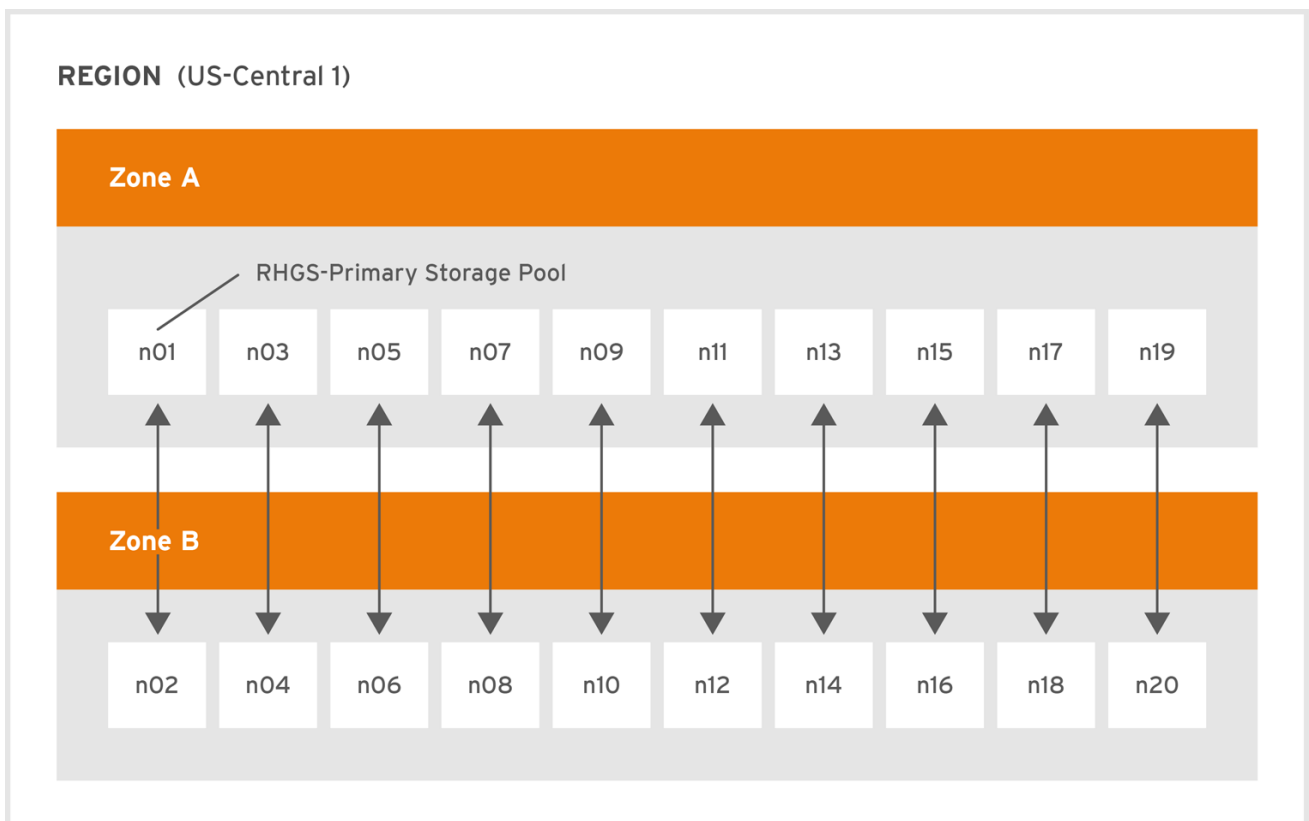 REGION (US-Central 1)
Zone A
RHGS-Primary Storage Pool
n01 n03 n05 n07 n09 n11 n13 n15 n17 n19
Zone B
n02 n04 n06 n08 n10 n12 n14 n16 n18 n20